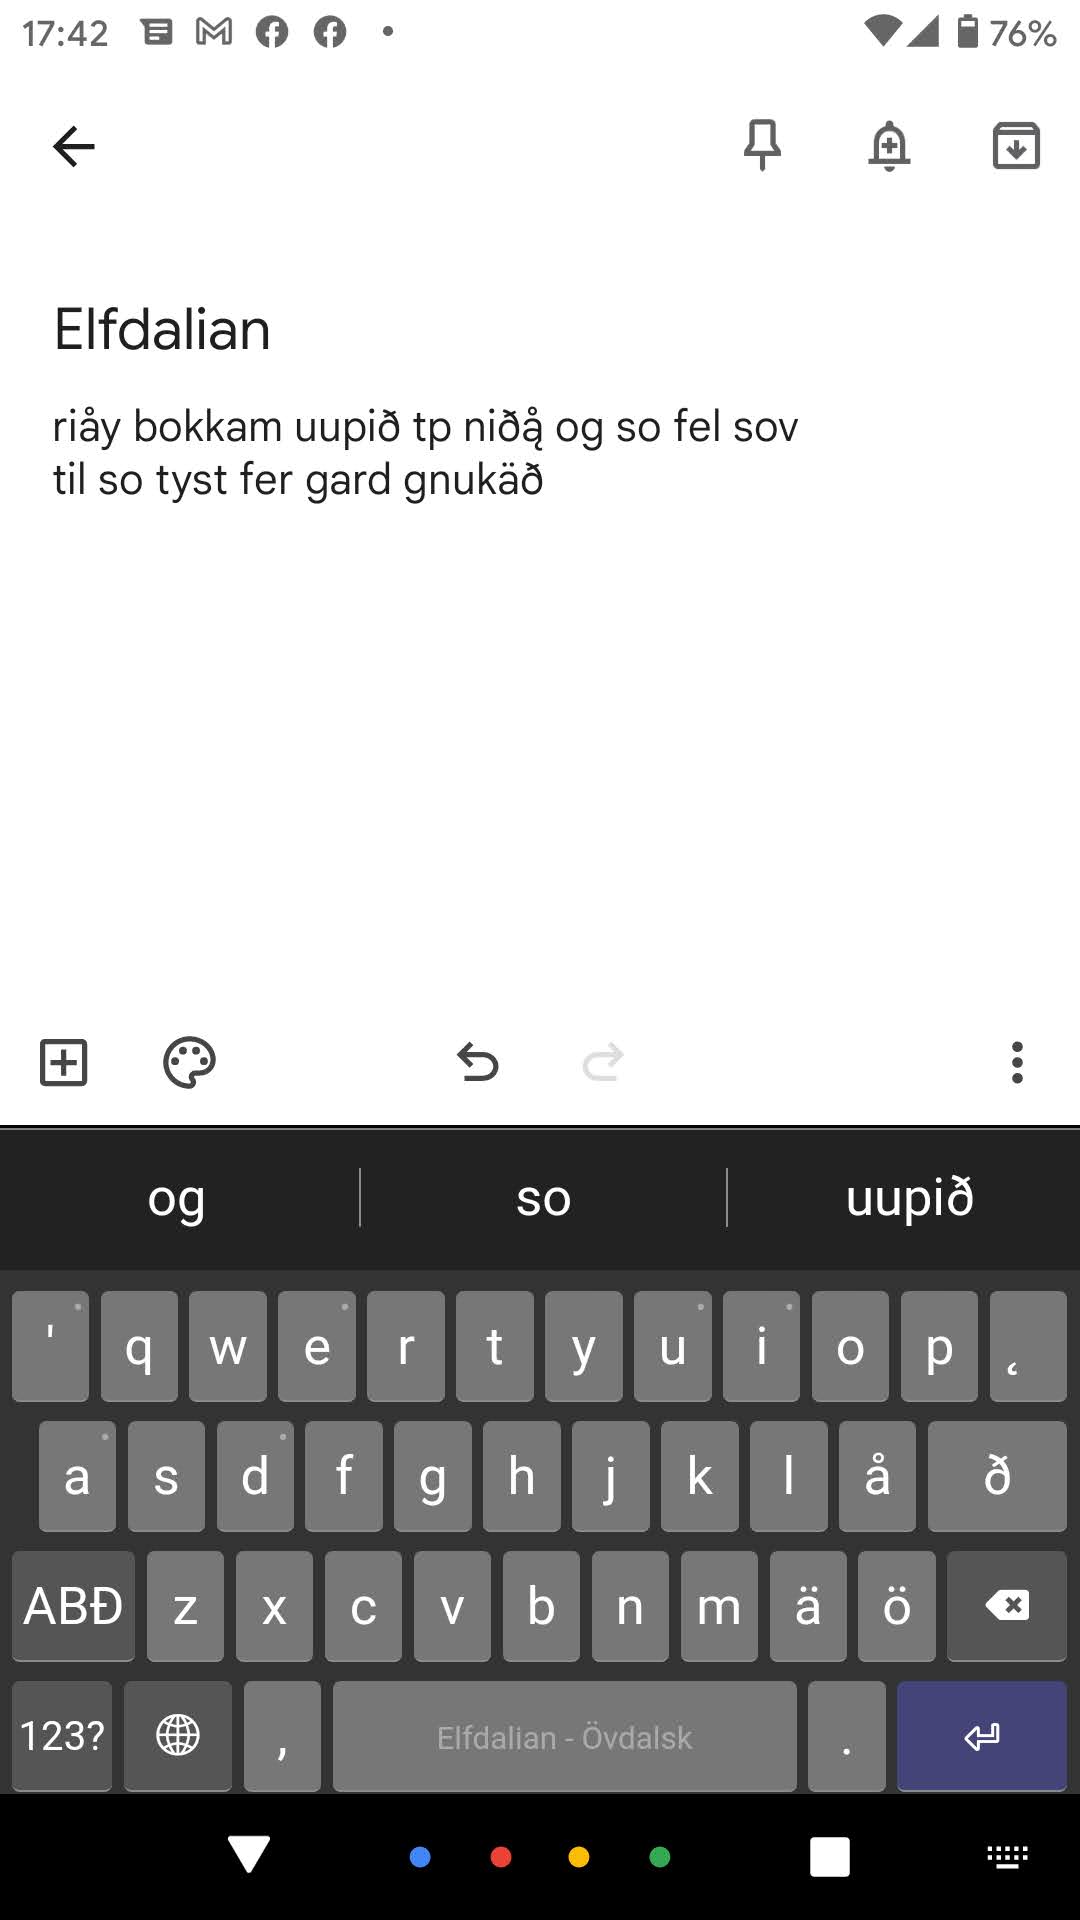 17:42 76%
Elfdalian
riåy bokkam uupið tp niðą̊ og so fel sov
til so tyst fer gard gnukäð
og so uupið
' q w e r t y u i o p ˛
a s d f g h j k l å ð
ABÐ z x c v b n m ä ö
123? , Elfdalian - Övdalsk .